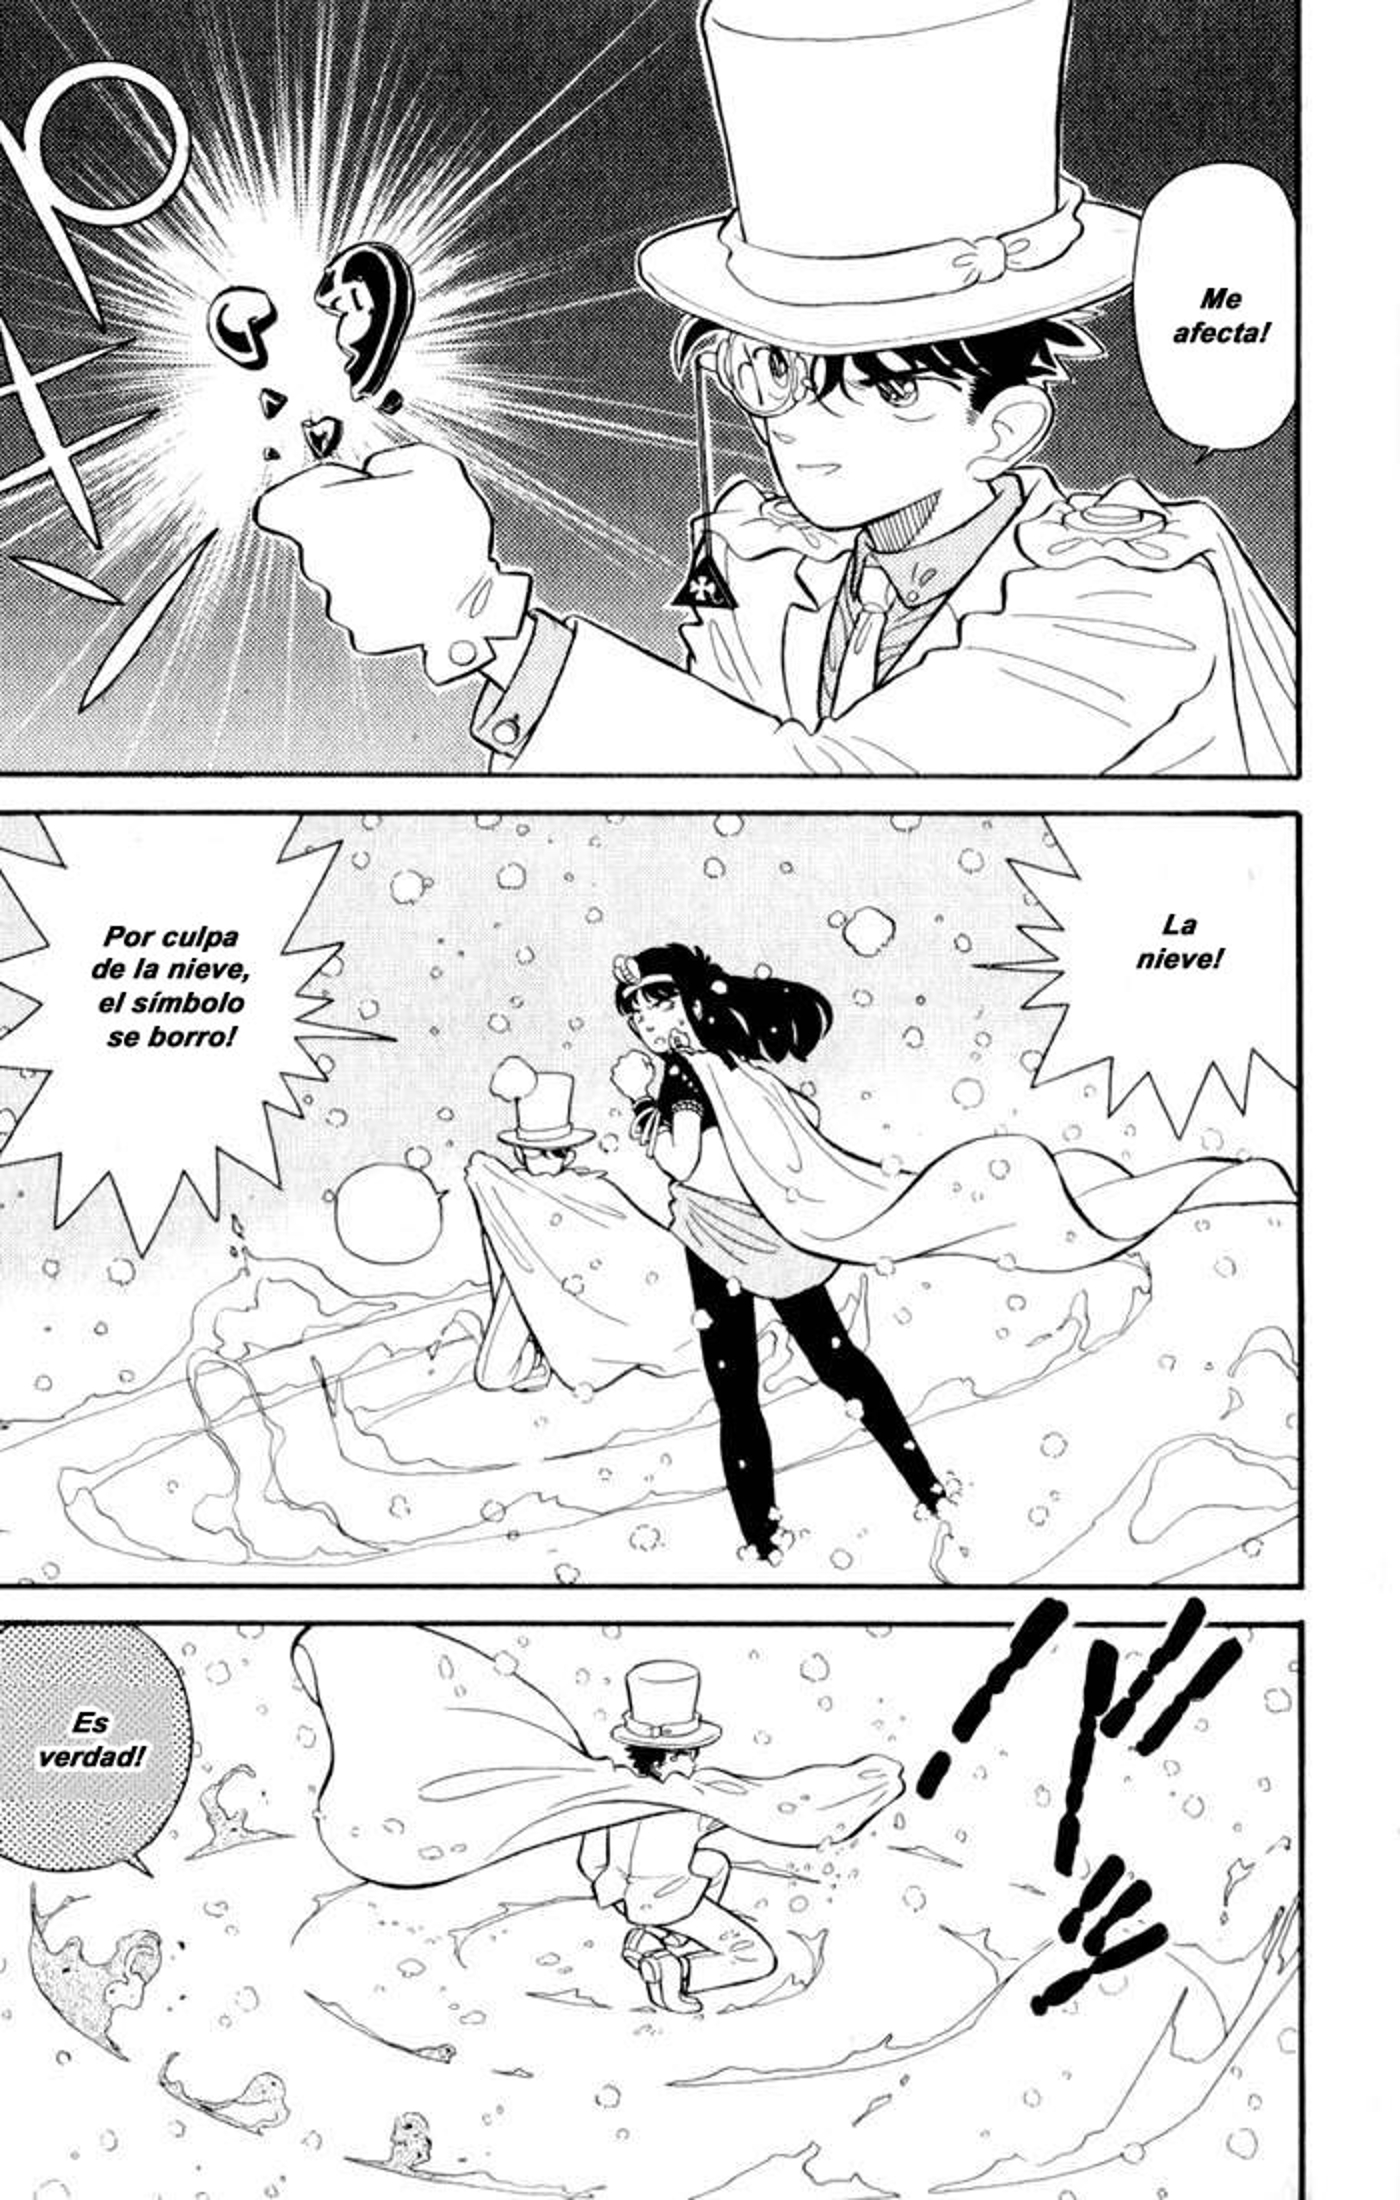 Me
afecta!
La
nieve!
Por culpa
de la nieve,
el símbolo
se borro!
Es
verdad!